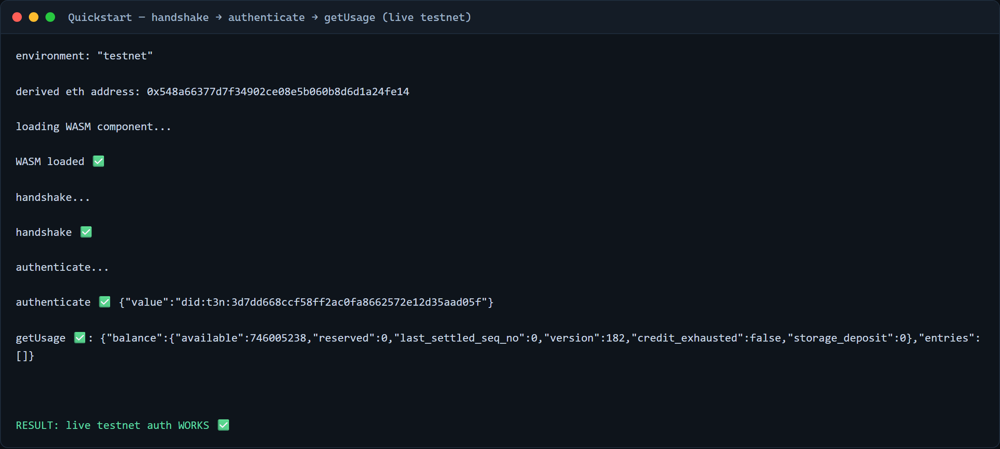 Quickstart — handshake → authenticate → getUsage (live testnet)
environment: "testnet"
derived eth address: 0x548a66377d7f34902ce08e5b060b8d6d1a24fe14
loading WASM component...
WASM loaded ✅
handshake...
handshake ✅
authenticate...
authenticate ✅ {"value":"did:t3n:3d7dd668ccf58ff2ac0fa8662572e12d35aad05f"}
getUsage ✅: {"balance":{"available":746005238,"reserved":0,"last_settled_seq_no":0,"version":182,"credit_exhausted":false,"storage_deposit":0},"entries":
[]}
RESULT: live testnet auth WORKS ✅